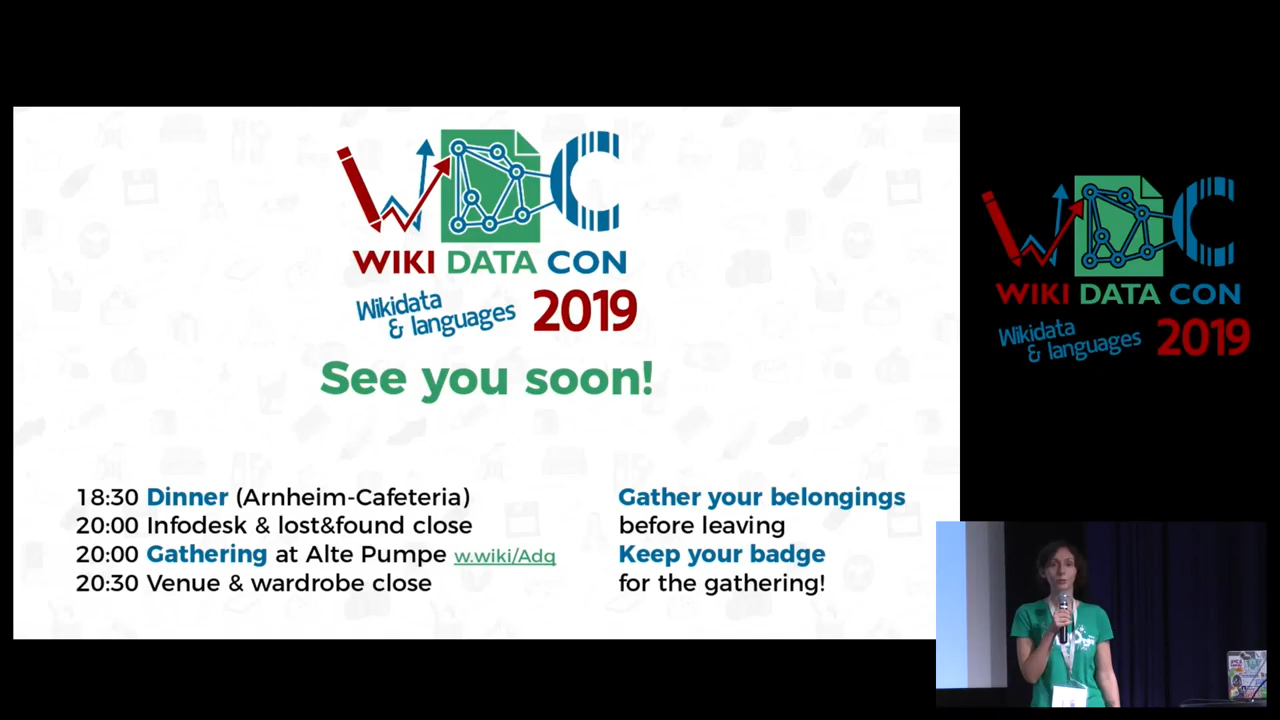 WIKI DATA CON
Wikidata
& languages
2019
See you soon!
18:30 Dinner (Arnheim-Cafeteria)
20:00 Infodesk & lost&found close
20:00 Gathering at Alte Pumpe w.wiki/Adq
20:30 Venue & wardrobe close
Gather your belongings
before leaving
Keep your badge
for the gathering!
WIKI DATA CON
Wikidata
& languages
2019